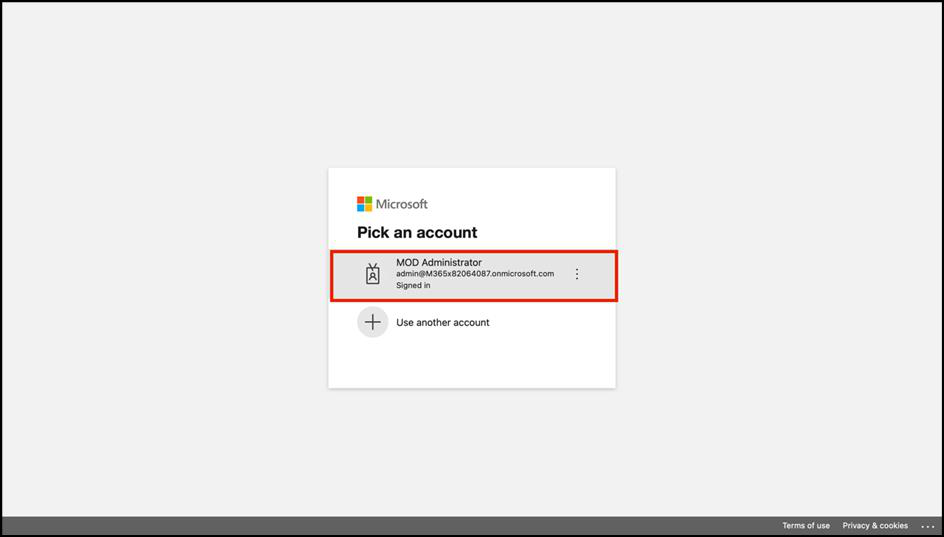 Microsoft
Pick an account
MOD Administrator
admin@M365x82064087.onmicrosoft.com
Signed in
Use another account
Terms of use Privacy & cookies ...